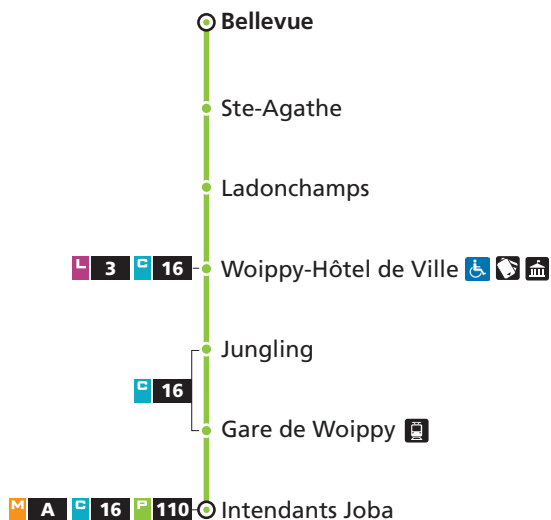 Bellevue
Ste-Agathe
Ladonchamps
L 3 C 16 Woippy-Hôtel de Ville
Jungling
C 16
Gare de Woippy
M A C 16 P 110 Intendants Joba